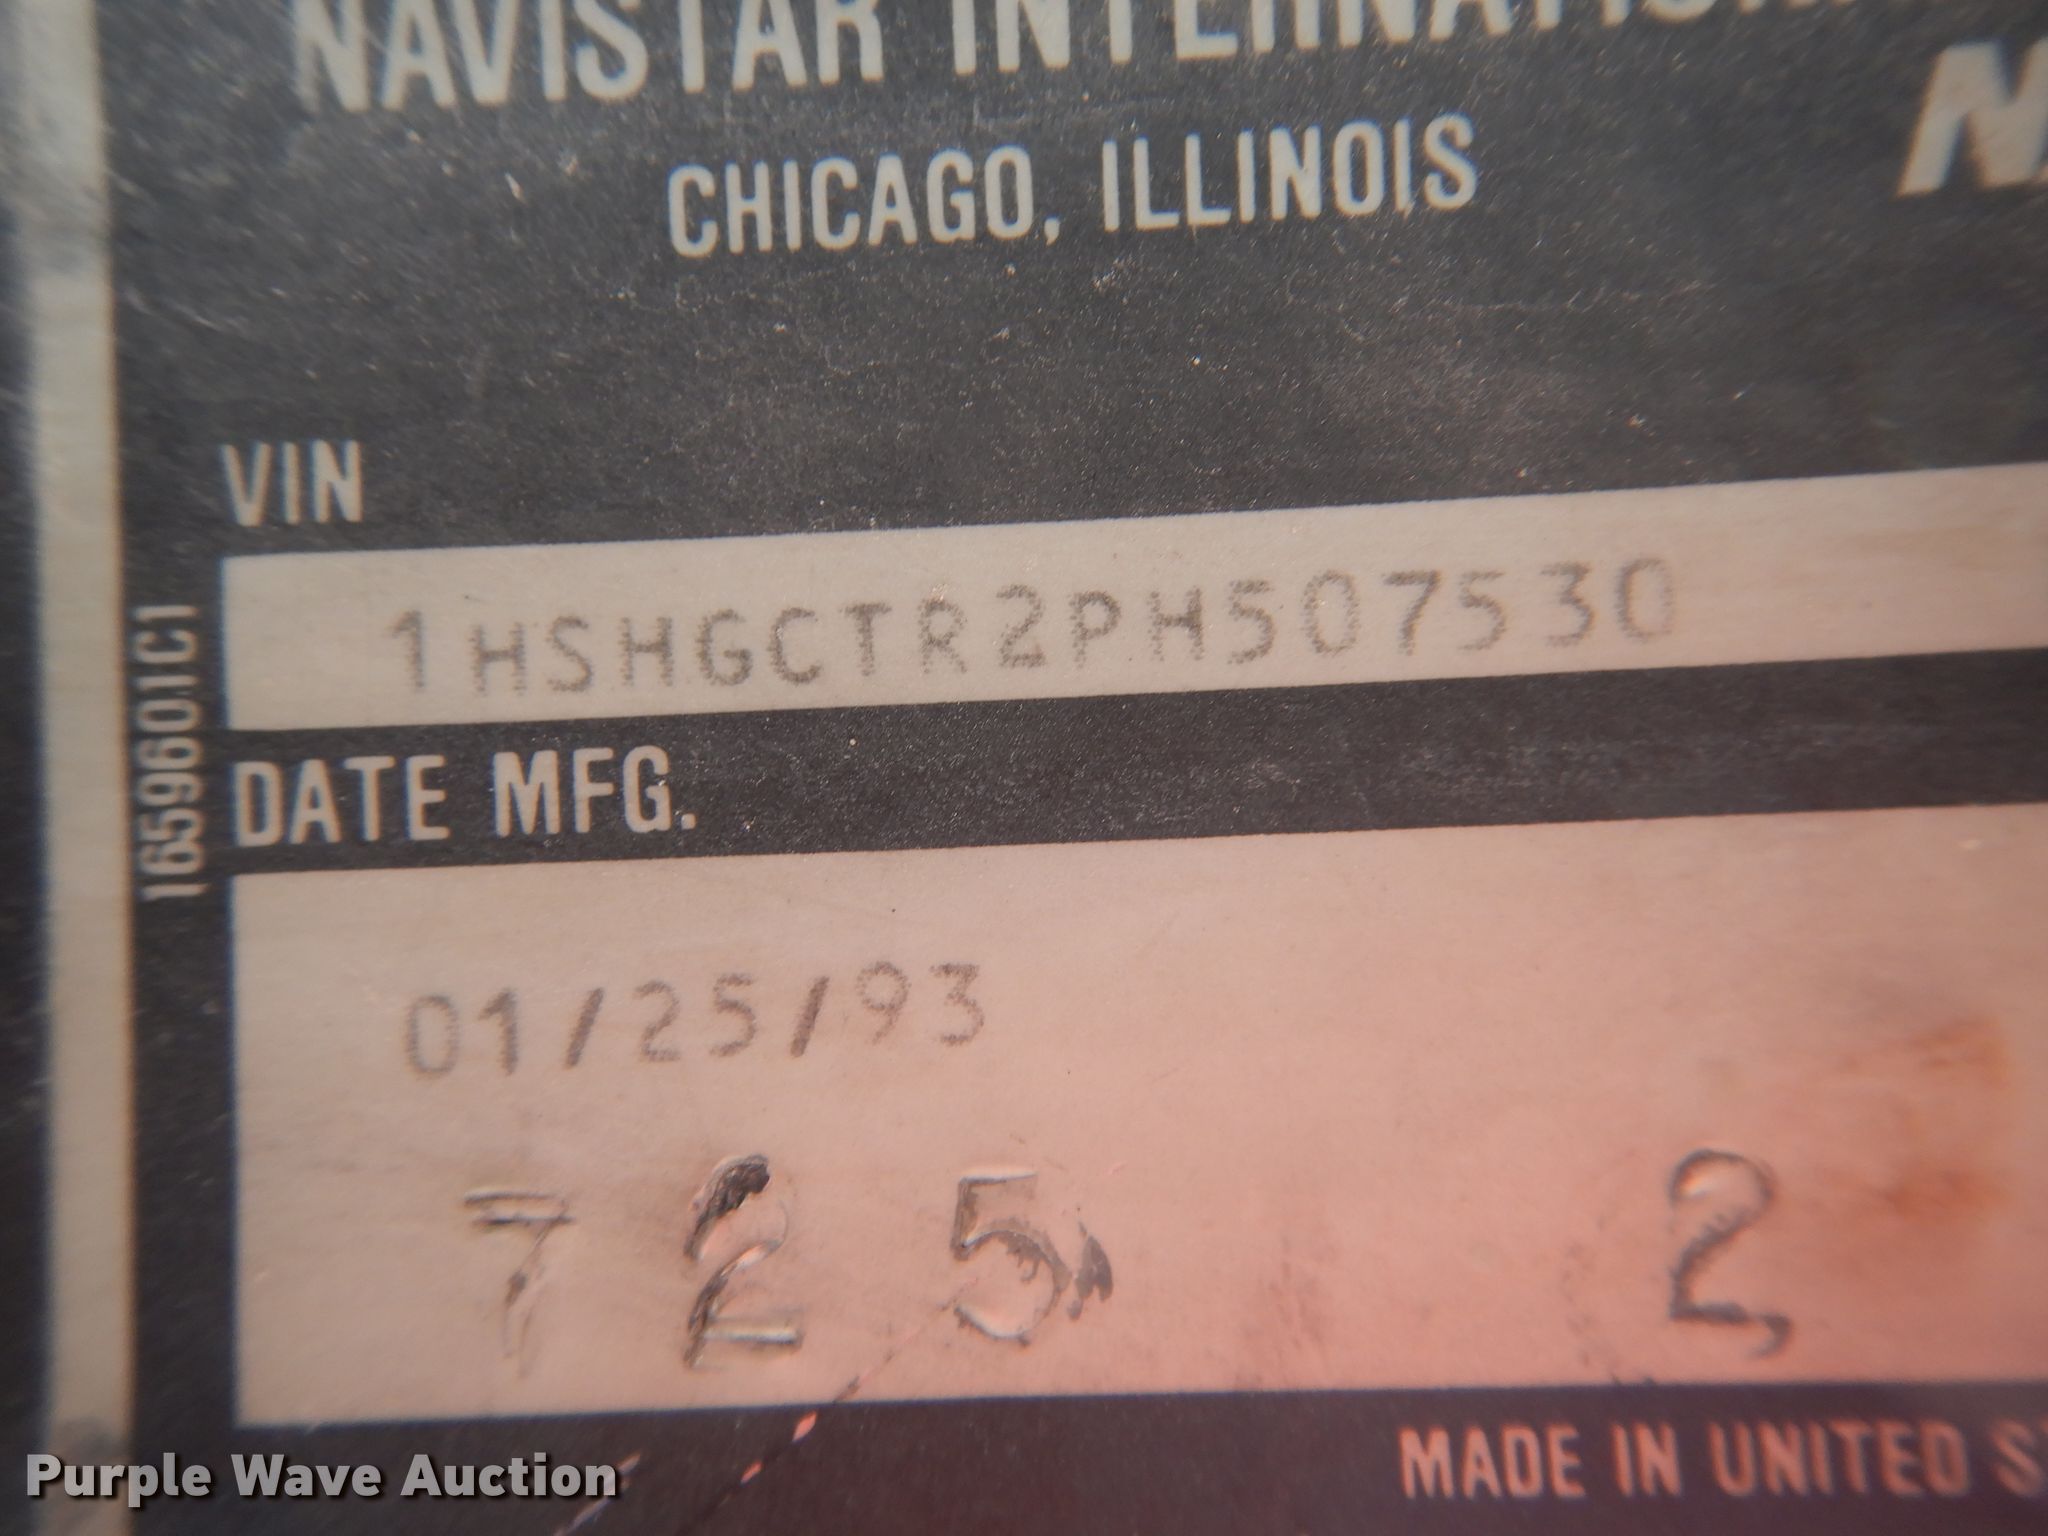 NAVISTAR INTERNATIONAL
CHICAGO, ILLINOIS
VIN
1HSHGCTR2PH507530
DATE MFG.
01/25/93
725 2
1659601C1
MADE IN UNITED
Purple Wave Auction